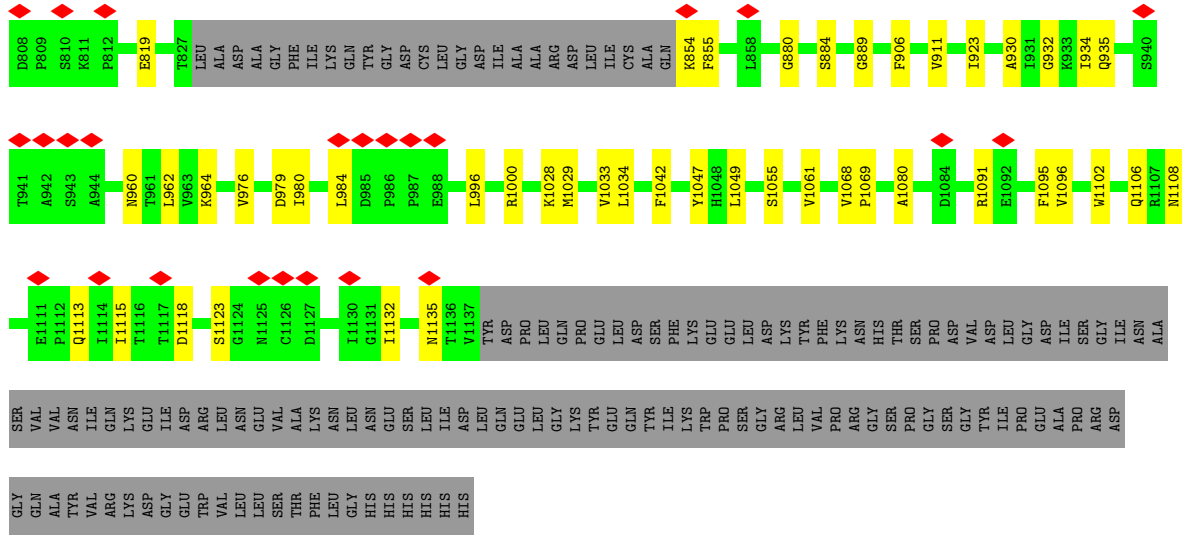 D808 P809 S810 K811 P812 E819 T827 LEU ALA ASP ALA GLY PHE ILE LYS GLN TYR GLY ASP CYS LEU GLY ASP ILE ALA ALA ARG ASP LEU ILE CYS ALA GLN K854 F855 L858 G880 S884 G889 F906 V911 I923 A930 I931 G932 K933 I934 Q935 S940
T941 A942 S943 A944 N960 T961 L962 V963 K964 V976 D979 I980 L984 D985 P986 P987 E988 L996 R1000 K1028 M1029 V1033 L1034 F1042 Y1047 H1048 L1049 S1055 V1061 V1068 P1069 A1080 D1084 R1091 E1092 F1095 V1096 W1102 Q1106 R1107 N1108
E1111 P1112 Q1113 I1114 I1115 T1116 T1117 D1118 S1123 G1124 N1125 C1126 D1127 I1130 G1131 I1132 N1135 T1136 V1137 TYR ASP PRO LEU GLN PRO GLU LEU ASP SER PHE LYS GLU GLU LEU ASP LYS TYR PHE LYS ASN HIS THR SER PRO ASP VAL ASP LEU GLY ASP ILE SER GLY ILE ASN ALA
SER VAL VAL ASN ILE GLN LYS GLU ILE ASP ARG LEU ASN GLU VAL ALA LYS ASN LEU ASN GLU SER LEU ILE ASP LEU GLN GLU LEU GLY LYS TYR GLU GLN TYR ILE LYS TRP PRO SER GLY ARG LEU VAL PRO ARG GLY SER PRO GLY SER GLY TYR ILE PRO GLU ALA PRO ARG ASP
GLY GLN ALA TYR VAL ARG LYS ASP GLY GLU TRP VAL LEU LEU SER THR PHE LEU GLY HIS HIS HIS HIS HIS HIS